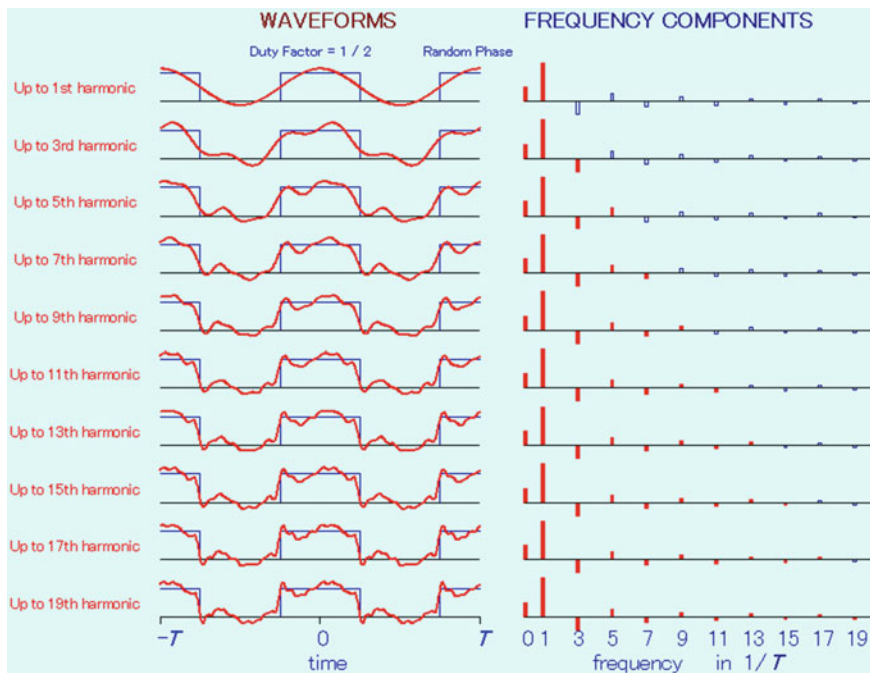 WAVEFORMS FREQUENCY COMPONENTS
Duty Factor = 1 / 2 Random Phase
Up to 1st harmonic
Up to 3rd harmonic
Up to 5th harmonic
Up to 7th harmonic
Up to 9th harmonic
Up to 11th harmonic
Up to 13th harmonic
Up to 15th harmonic
Up to 17th harmonic
Up to 19th harmonic
−T 0 T 0 1 3 5 7 9 11 13 15 17 19
time frequency in 1/T